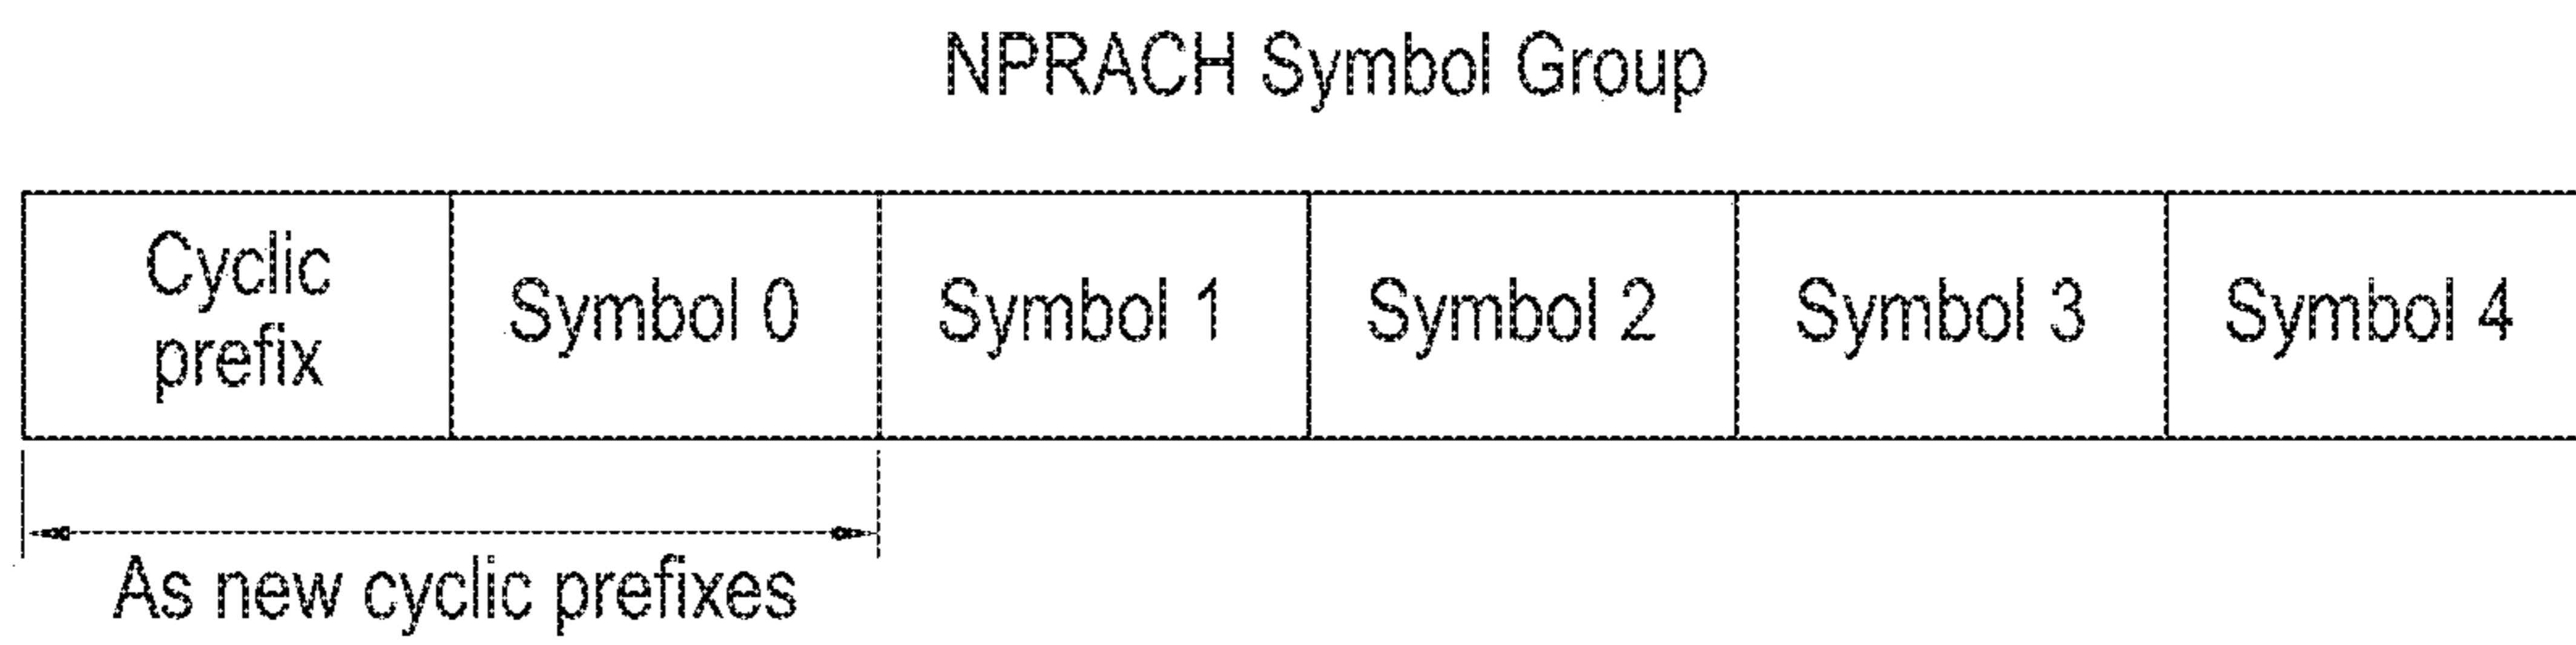 NPRACH Symbol Group
Cyclic
prefix
Symbol 0
Symbol 1
Symbol 2
Symbol 3
Symbol 4
As new cyclic prefixes